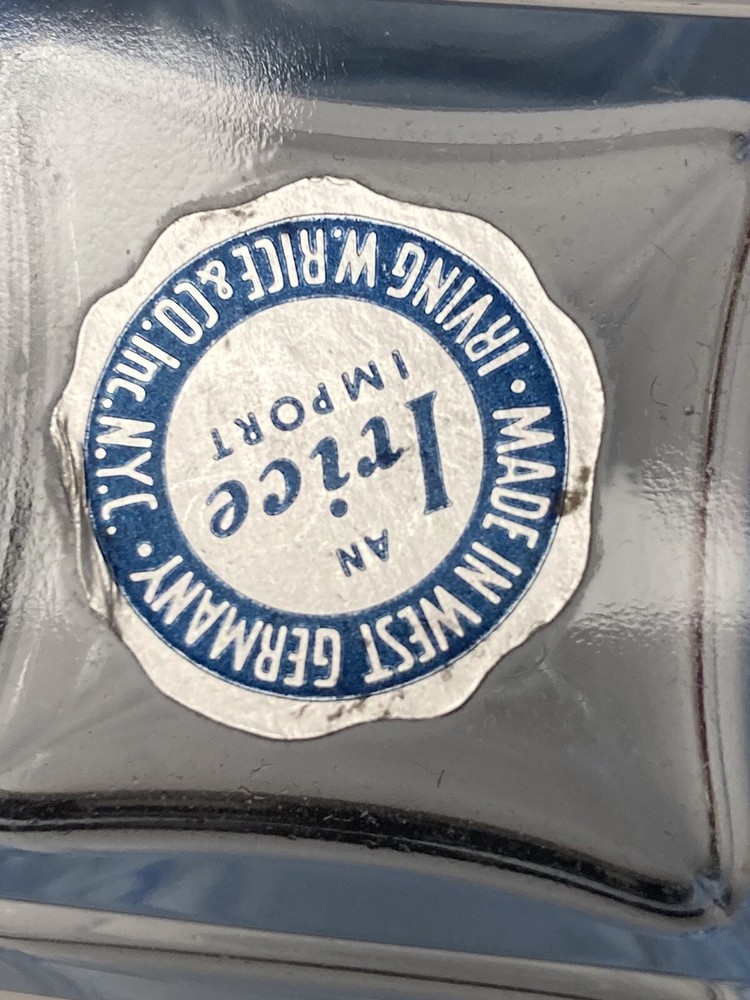 MADE IN WEST GERMANY
AN
Irice
IMPORT
• IRVING W. RICE & CO. Inc. N.Y.C. •